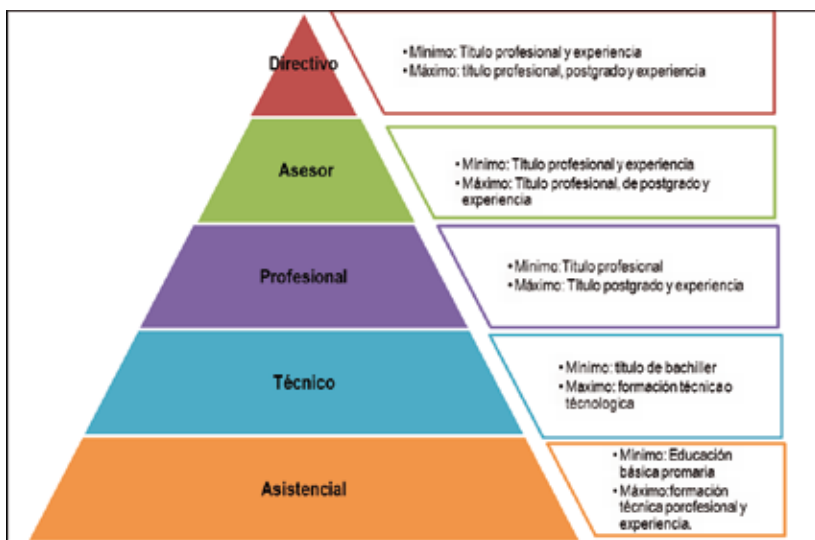 Directivo
• Mínimo: Título profesional y experiencia
• Máximo: título profesional, postgrado y experiencia
Asesor
• Mínimo: Título profesional y experiencia
• Máximo: Título profesional, de postgrado y
experiencia
Profesional
• Mínimo: Título profesional
• Máximo: Título postgrado y experiencia
Técnico
• Mínimo: título de bachiller
• Maximo: formación técnica o
técnologica
Asistencial
• Mínimo: Educación
básica promaria
• Máximo:formación
técnica porofesional y
experiencia.